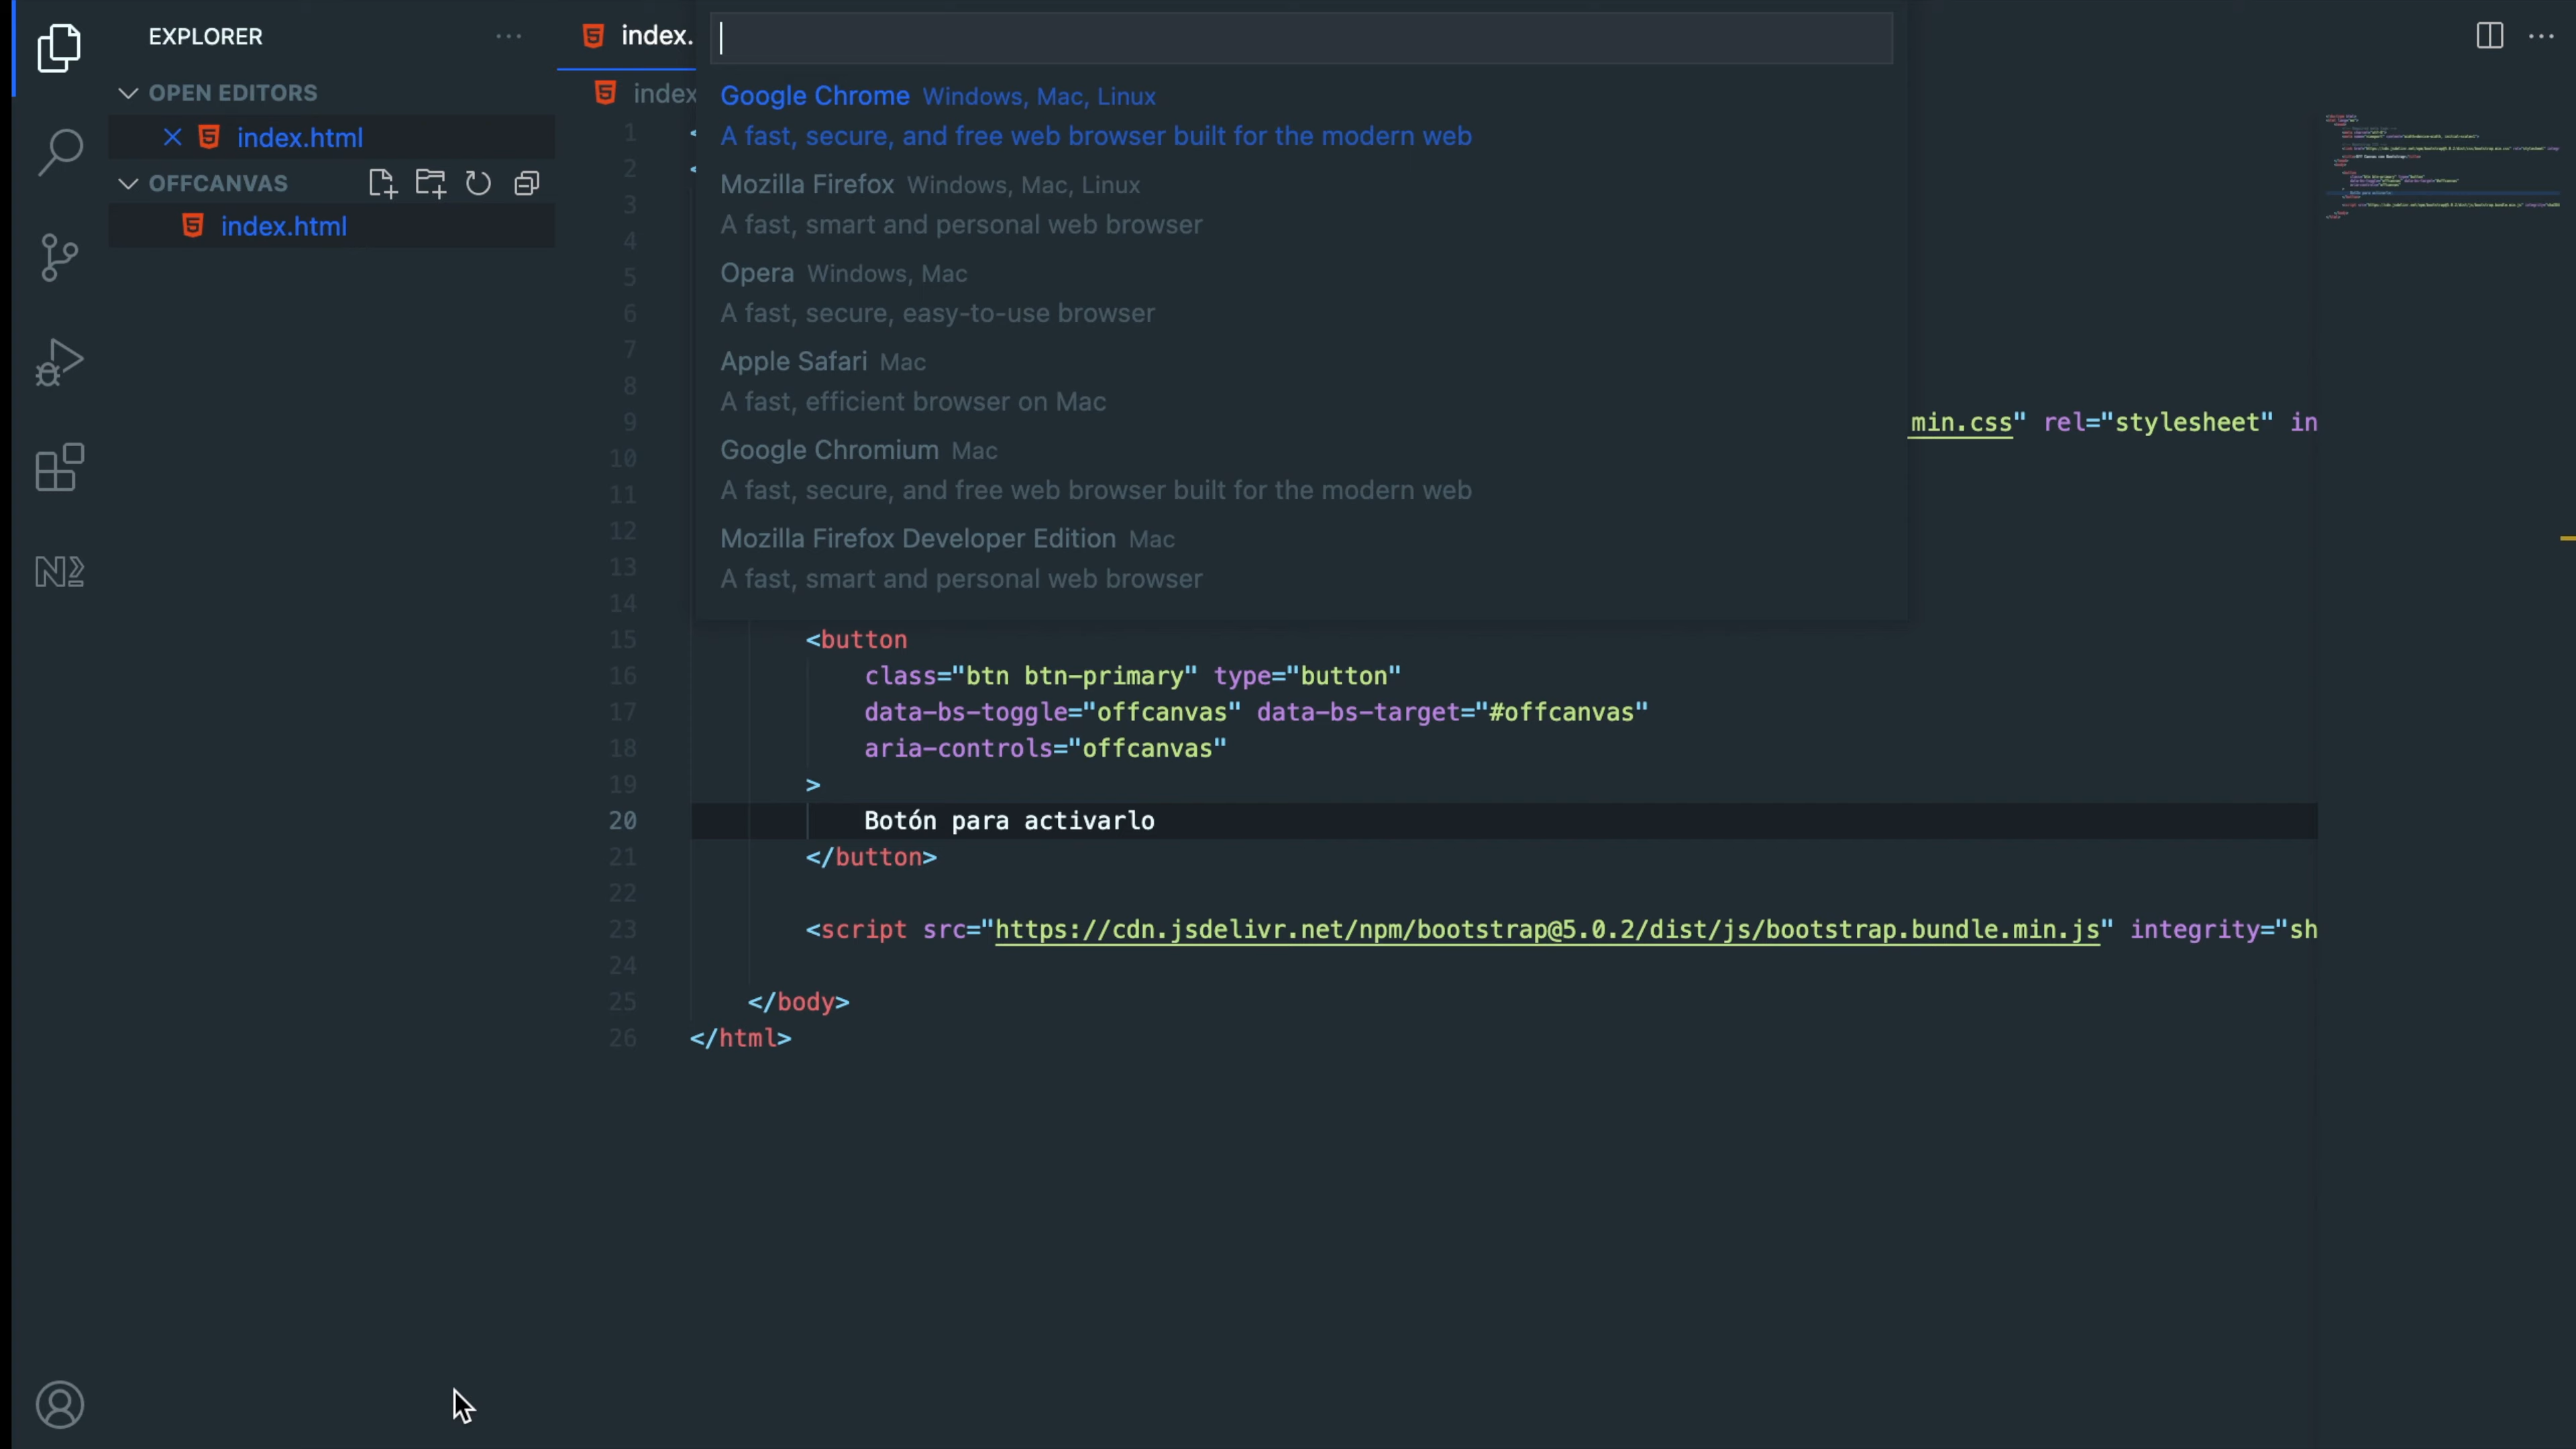 EXPLORER
OPEN EDITORS
index.html
OFFCANVAS
index.html
index.
index
Google Chrome Windows, Mac, Linux
A fast, secure, and free web browser built for the modern web
Mozilla Firefox Windows, Mac, Linux
A fast, smart and personal web browser
Opera Windows, Mac
A fast, secure, easy-to-use browser
Apple Safari Mac
A fast, efficient browser on Mac
Google Chromium Mac
A fast, secure, and free web browser built for the modern web
Mozilla Firefox Developer Edition Mac
A fast, smart and personal web browser
1 <
2 <
3
4
5
6
7
8
9 min.css" rel="stylesheet" in
10
11
12
13
14
15 <button
16 class="btn btn-primary" type="button"
17 data-bs-toggle="offcanvas" data-bs-target="#offcanvas"
18 aria-controls="offcanvas"
19 >
20 Botón para activarlo
21 </button>
22
23 <script src="https://cdn.jsdelivr.net/npm/bootstrap@5.0.2/dist/js/bootstrap.bundle.min.js" integrity="sh
24
25 </body>
26 </html>